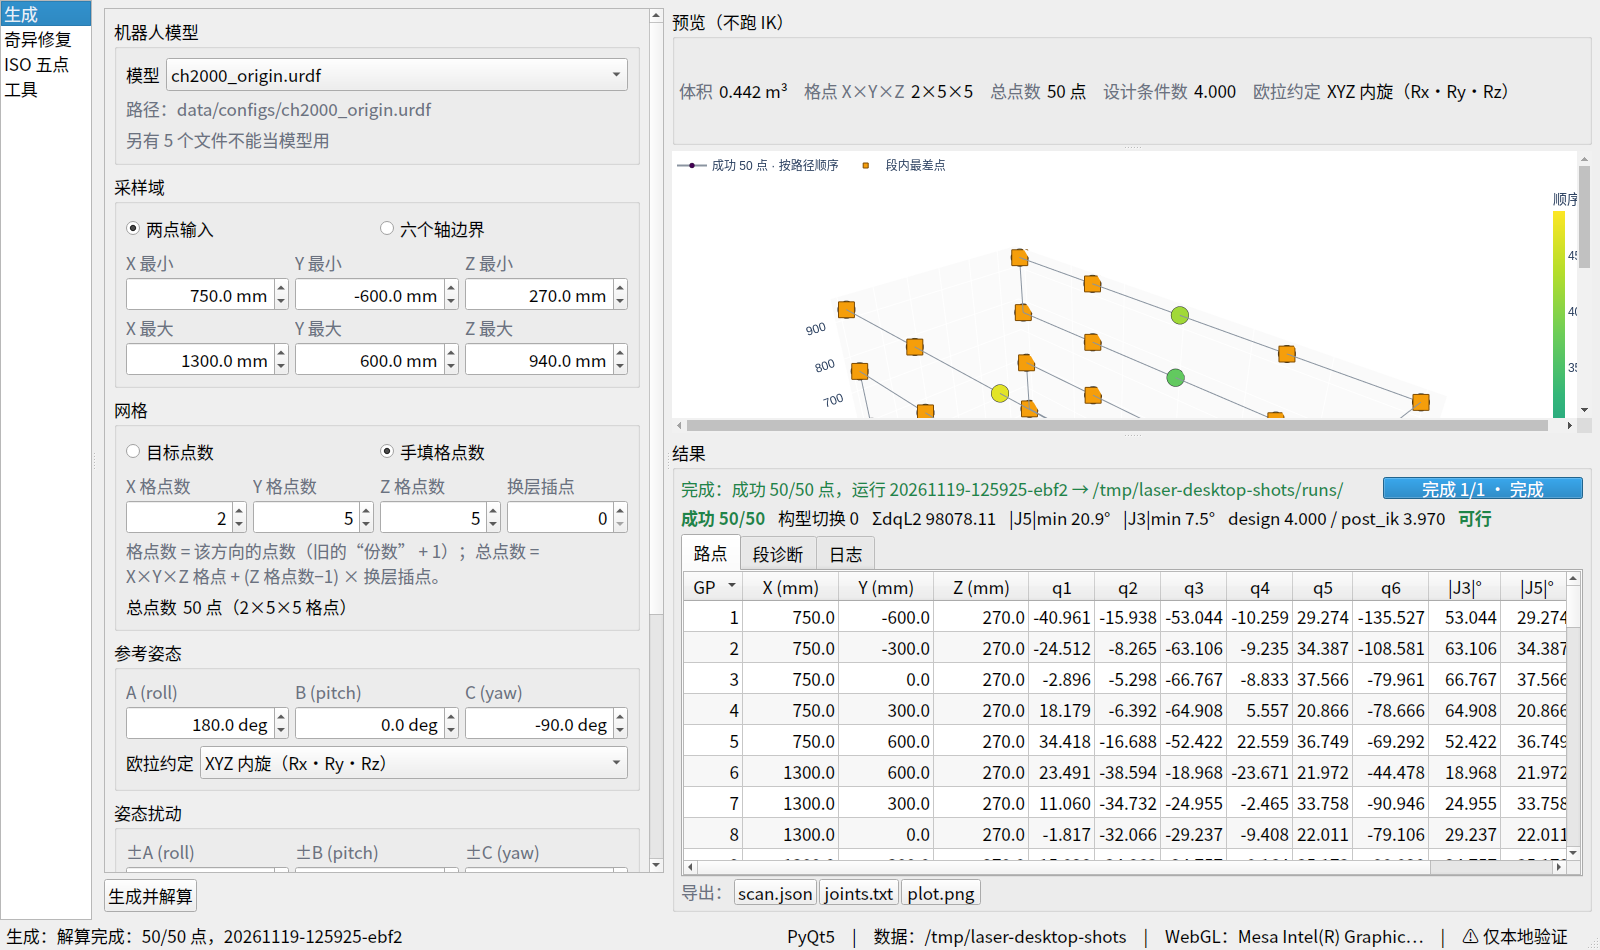 生成
奇异修复
ISO 五点
工具
机器人模型
模型 ch2000_origin.urdf
路径：data/configs/ch2000_origin.urdf
另有 5 个文件不能当模型用
采样域
两点输入 六个轴边界
X 最小 Y 最小 Z 最小
750.0 mm -600.0 mm 270.0 mm
X 最大 Y 最大 Z 最大
1300.0 mm 600.0 mm 940.0 mm
网格
目标点数 手填格点数
X 格点数 Y 格点数 Z 格点数 换层插点
2 5 5 0
格点数 = 该方向的点数（旧的“份数” + 1）；总点数 =
X×Y×Z 格点 + (Z 格点数−1) × 换层插点。
总点数 50 点（2×5×5 格点）
参考姿态
A (roll) B (pitch) C (yaw)
180.0 deg 0.0 deg -90.0 deg
欧拉约定 XYZ 内旋（Rx・Ry・Rz）
姿态扰动
±A (roll) ±B (pitch) ±C (yaw)
生成并解算
预览（不跑 IK）
体积 0.442 m³ 格点 X×Y×Z 2×5×5 总点数 50 点 设计条件数 4.000 欧拉约定 XYZ 内旋（Rx・Ry・Rz）
成功 50 点 · 按路径顺序 段内最差点
顺序
45
40
35
900
800
700
结果
完成：成功 50/50 点，运行 20261119-125925-ebf2 → /tmp/laser-desktop-shots/runs/ 完成 1/1 · 完成
成功 50/50 构型切换 0 ΣdqL2 98078.11 |J5|min 20.9° |J3|min 7.5° design 4.000 / post_ik 3.970 可行
路点 段诊断 日志
GP X (mm) Y (mm) Z (mm) q1 q2 q3 q4 q5 q6 |J3|° |J5|°
1 750.0 -600.0 270.0 -40.961 -15.938 -53.044 -10.259 29.274 -135.527 53.044 29.274
2 750.0 -300.0 270.0 -24.512 -8.265 -63.106 -9.235 34.387 -108.581 63.106 34.387
3 750.0 0.0 270.0 -2.896 -5.298 -66.767 -8.833 37.566 -79.961 66.767 37.566
4 750.0 300.0 270.0 18.179 -6.392 -64.908 5.557 20.866 -78.666 64.908 20.866
5 750.0 600.0 270.0 34.418 -16.688 -52.422 22.559 36.749 -69.292 52.422 36.749
6 1300.0 600.0 270.0 23.491 -38.594 -18.968 -23.671 21.972 -44.478 18.968 21.972
7 1300.0 300.0 270.0 11.060 -34.732 -24.955 -2.465 33.758 -90.946 24.955 33.758
8 1300.0 0.0 270.0 -1.817 -32.066 -29.237 -9.408 22.011 -79.106 29.237 22.011
导出： scan.json joints.txt plot.png
生成：解算完成：50/50 点，20261119-125925-ebf2 PyQt5 | 数据：/tmp/laser-desktop-shots | WebGL：Mesa Intel(R) Graphic… | ⚠ 仅本地验证